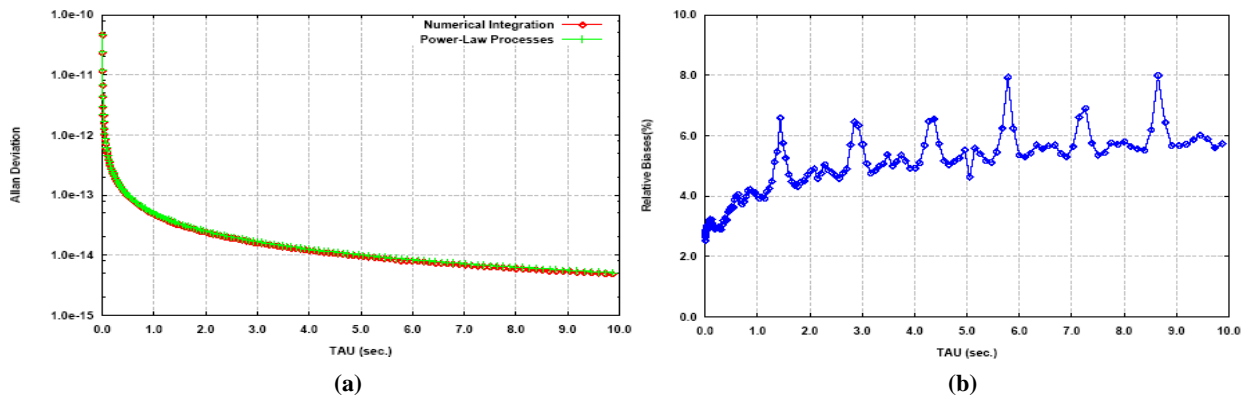 1.0e-10
1.0e-11
1.0e-12
1.0e-13
1.0e-14
1.0e-15
Allan Deviation
Numerical Integration
Power-Law Processes
0.0 1.0 2.0 3.0 4.0 5.0 6.0 7.0 8.0 9.0 10.0
TAU (sec.)
(a)
10.0
8.0
6.0
4.0
2.0
0.0
Relative Biases(%)
0.0 1.0 2.0 3.0 4.0 5.0 6.0 7.0 8.0 9.0 10.0
TAU (sec.)
(b)